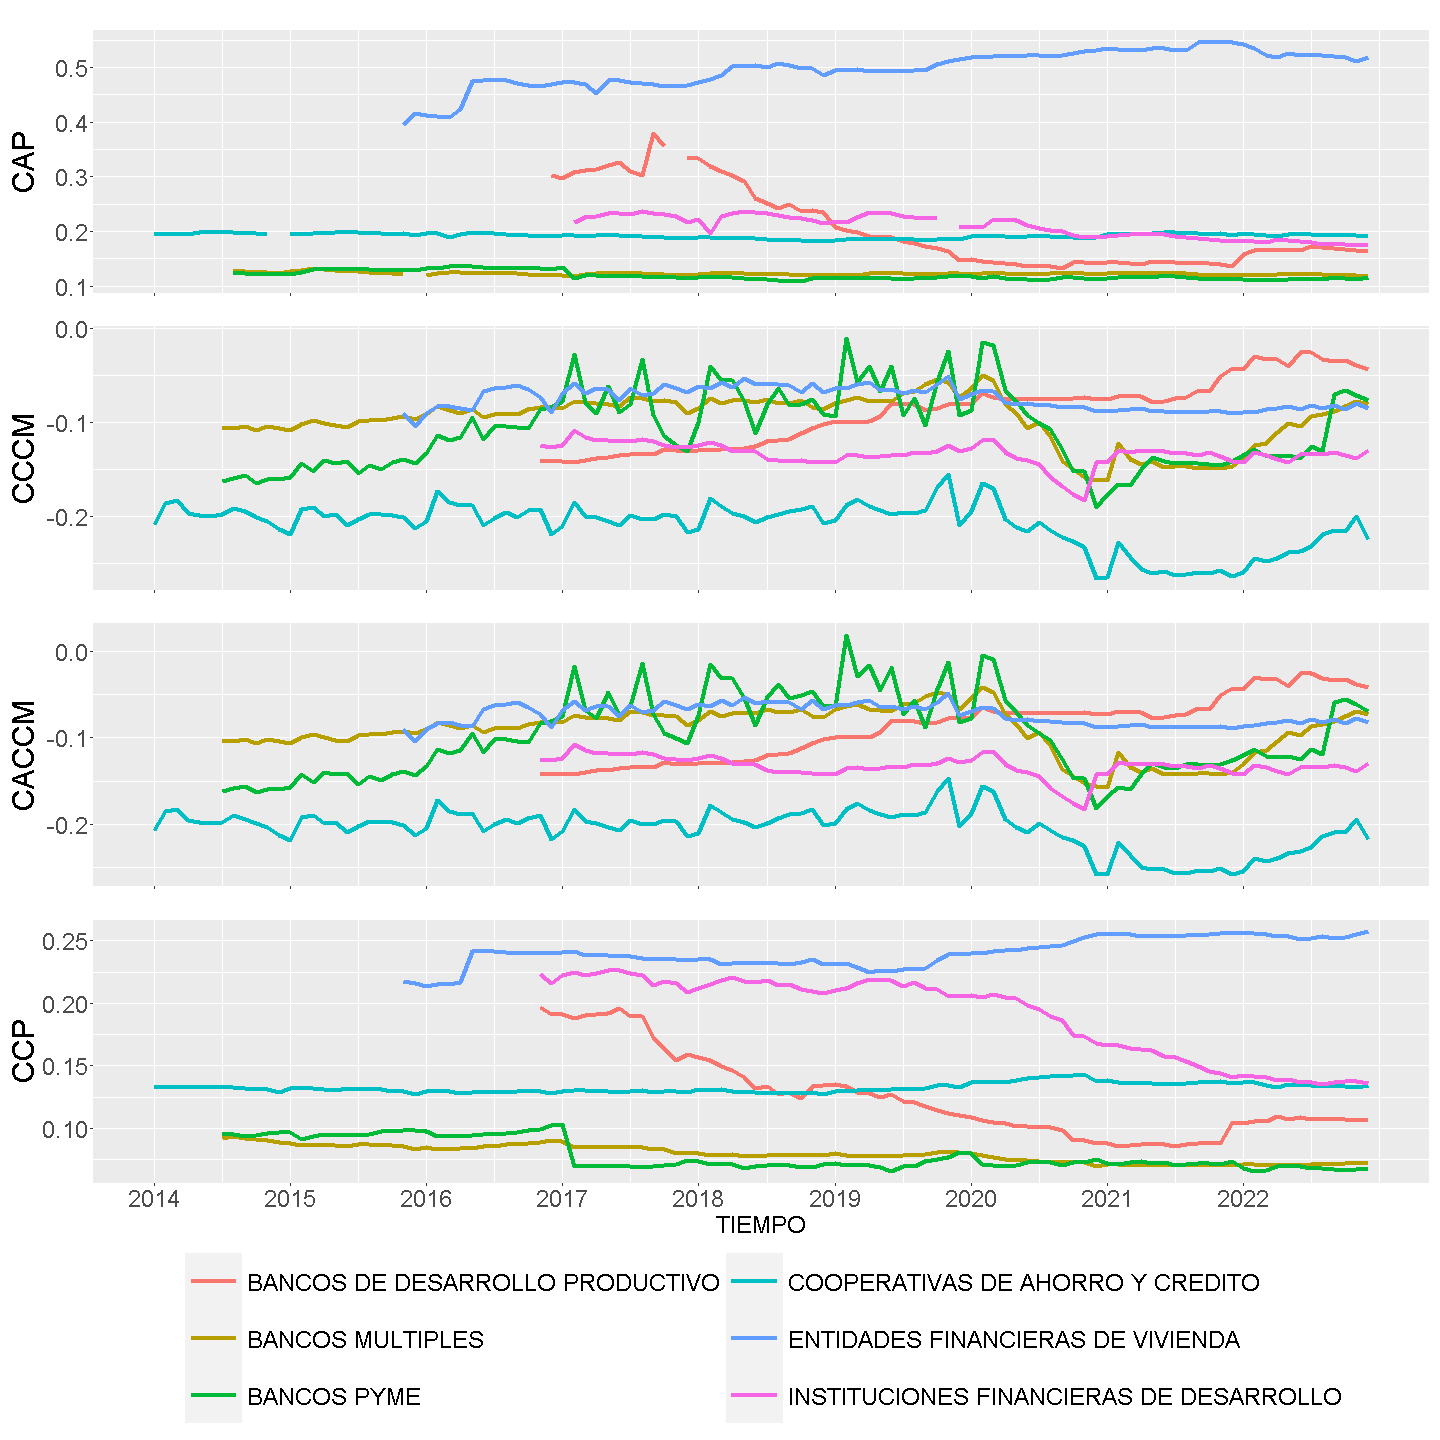 CAP
0.5
0.4
0.3
0.2
0.1
CCCM
0.0
-0.1
-0.2
CACCM
0.0
-0.1
-0.2
CCP
0.25
0.20
0.15
0.10
2014 2015 2016 2017 2018 2019 2020 2021 2022
TIEMPO
BANCOS DE DESARROLLO PRODUCTIVO COOPERATIVAS DE AHORRO Y CREDITO
BANCOS MULTIPLES ENTIDADES FINANCIERAS DE VIVIENDA
BANCOS PYME INSTITUCIONES FINANCIERAS DE DESARROLLO